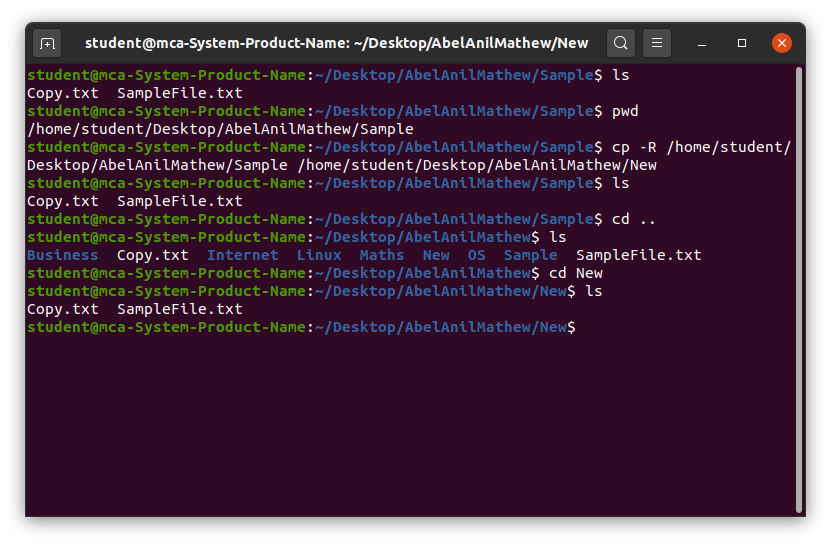 student@mca-System-Product-Name: ~/Desktop/AbelAnilMathew/New
student@mca-System-Product-Name:~/Desktop/AbelAnilMathew/Sample$ ls
Copy.txt  SampleFile.txt
student@mca-System-Product-Name:~/Desktop/AbelAnilMathew/Sample$ pwd
/home/student/Desktop/AbelAnilMathew/Sample
student@mca-System-Product-Name:~/Desktop/AbelAnilMathew/Sample$ cp -R /home/student/
Desktop/AbelAnilMathew/Sample /home/student/Desktop/AbelAnilMathew/New
student@mca-System-Product-Name:~/Desktop/AbelAnilMathew/Sample$ ls
Copy.txt  SampleFile.txt
student@mca-System-Product-Name:~/Desktop/AbelAnilMathew/Sample$ cd ..
student@mca-System-Product-Name:~/Desktop/AbelAnilMathew$ ls
Business  Copy.txt  Internet  Linux  Maths  New  OS  Sample  SampleFile.txt
student@mca-System-Product-Name:~/Desktop/AbelAnilMathew$ cd New
student@mca-System-Product-Name:~/Desktop/AbelAnilMathew/New$ ls
Copy.txt  SampleFile.txt
student@mca-System-Product-Name:~/Desktop/AbelAnilMathew/New$